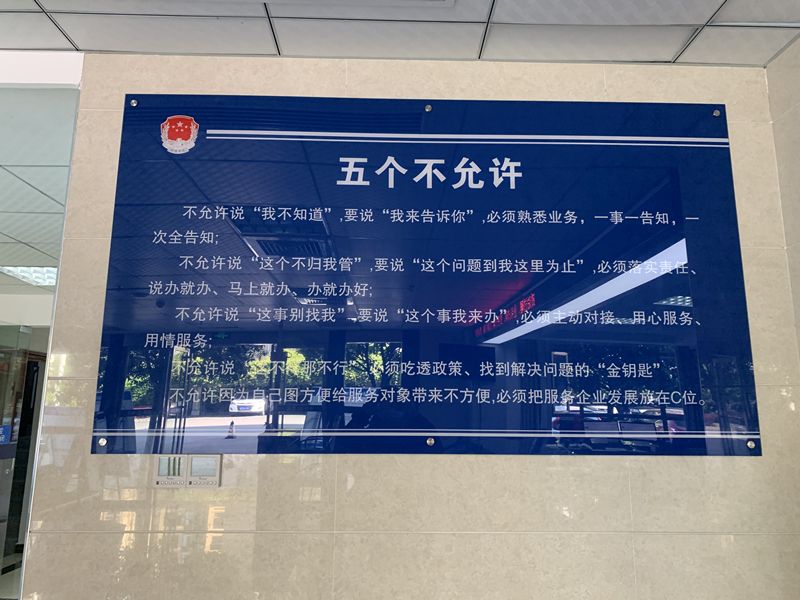 五个不允许
不允许说“我不知道”,要说“我来告诉你”,必须熟悉业务，一事一告知，一
次全告知;
不允许说“这个不归我管”,要说“这个问题到我这里为止”,必须落实责任、
说办就办、马上就办、办就办好;
不允许说“这事别找我”,要说“这个事我来办”,必须主动对接、用心服务、
用情服务;
不允许说“不行那不行”,必须吃透政策、找到解决问题的“金钥匙”
不允许因为自己图方便给服务对象带来不方便,必须把服务企业发展放在C位。